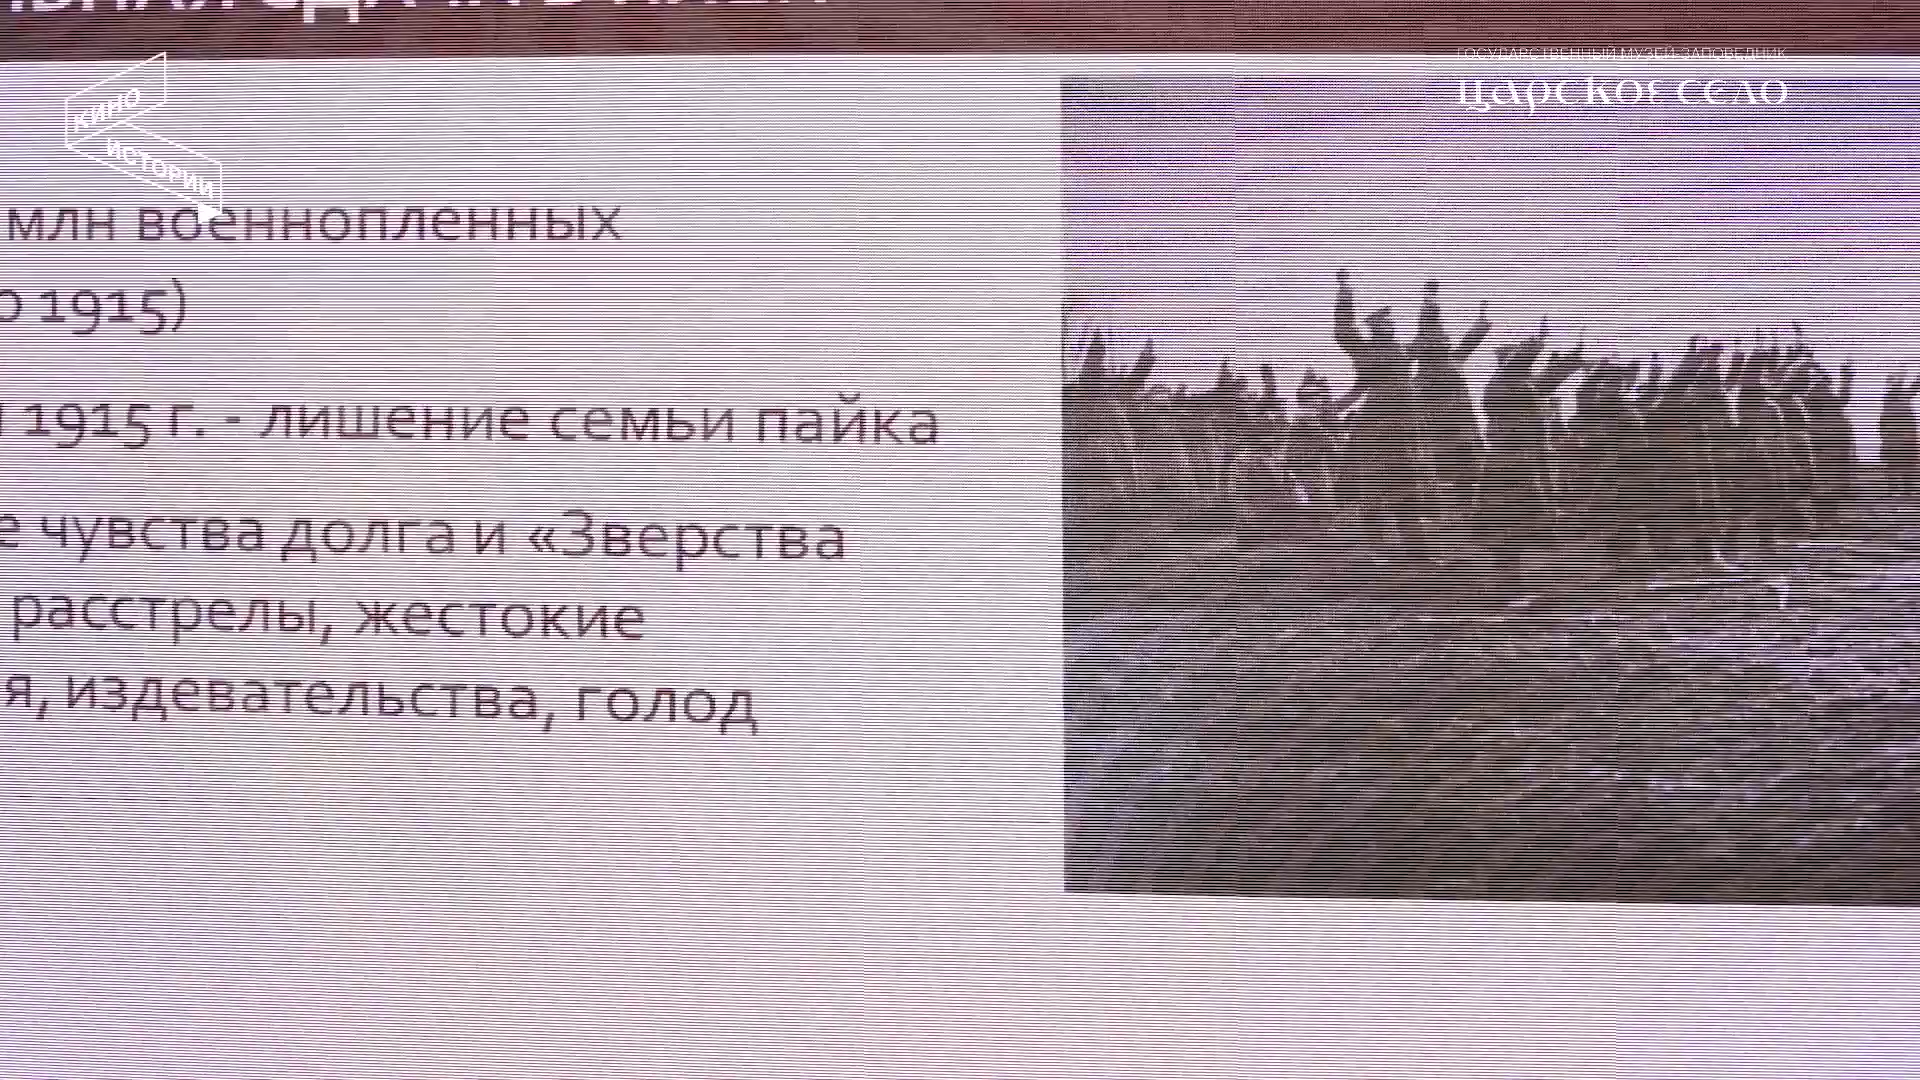 КИНО
ИСТОРИИ
ГОСУДАРСТВЕННЫЙ МУЗЕЙ-ЗАПОВЕДНИК
ЦАРСКОЕ СЕЛО
млн военнопленных
1915)
1915 г. - лишение семьи пайка
чувства долга и «Зверства
расстрелы, жестокие
я, издевательства, голод